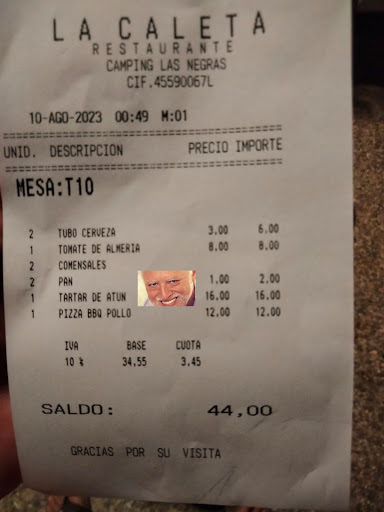 LA CALETA
RESTAURANTE
CAMPING LAS NEGRAS
CIF.45590067L
10-AGO-2023 00:49 M:01
UNID. DESCRIPCION PRECIO IMPORTE
MESA:T10
2 TUBO CERVEZA 3.00 6.00
1 TOMATE DE ALMERIA 8.00 8.00
2 COMENSALES
2 PAN 1.00 2.00
1 TARTAR DE ATUN 16.00 16.00
1 PIZZA BBQ POLLO 12.00 12.00
IVA BASE CUOTA
10 % 34,55 3.45
SALDO: 44,00
GRACIAS POR SU VISITA